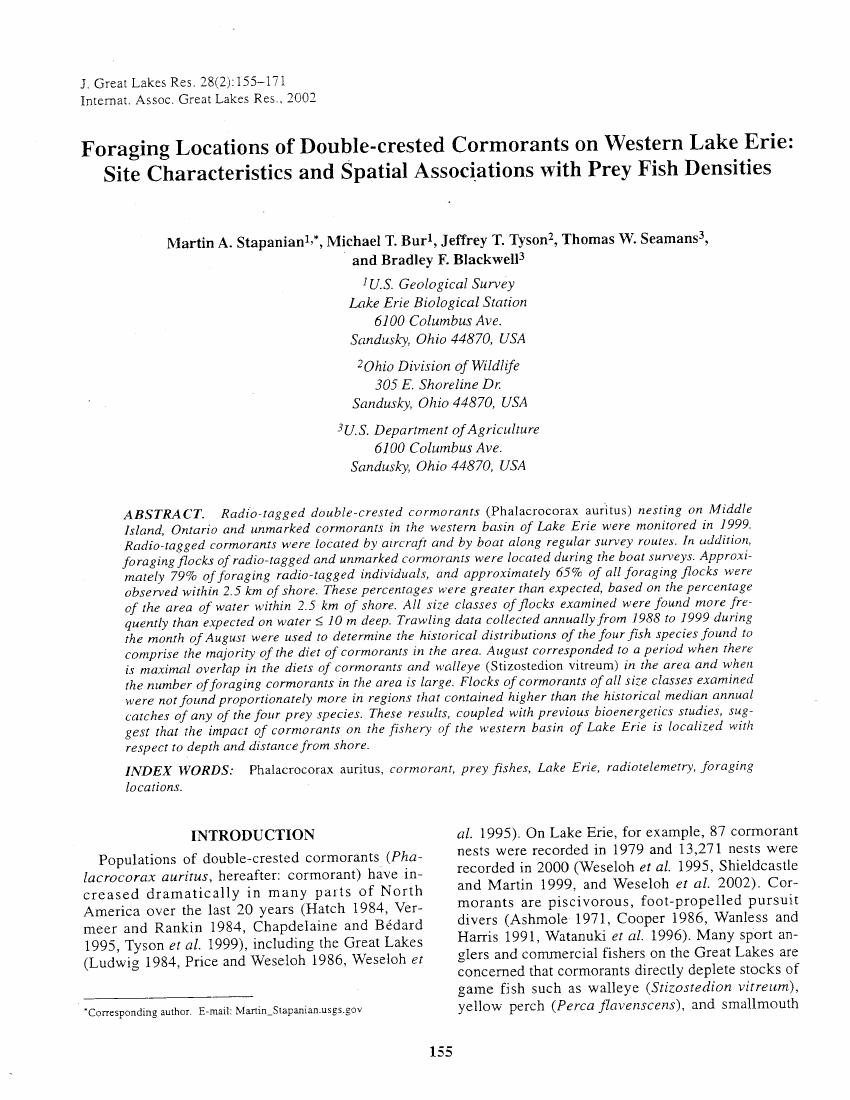 J. Great Lakes Res. 28(2):155–171
Internat. Assoc. Great Lakes Res., 2002
Foraging Locations of Double-crested Cormorants on Western Lake Erie:
Site Characteristics and Spatial Associations with Prey Fish Densities
Martin A. Stapanian1,*, Michael T. Bur1, Jeffrey T. Tyson2, Thomas W. Seamans3,
and Bradley F. Blackwell3
1U.S. Geological Survey
Lake Erie Biological Station
6100 Columbus Ave.
Sandusky, Ohio 44870, USA
2Ohio Division of Wildlife
305 E. Shoreline Dr.
Sandusky, Ohio 44870, USA
3U.S. Department of Agriculture
6100 Columbus Ave.
Sandusky, Ohio 44870, USA
ABSTRACT. Radio-tagged double-crested cormorants (Phalacrocorax auritus) nesting on Middle
Island, Ontario and unmarked cormorants in the western basin of Lake Erie were monitored in 1999.
Radio-tagged cormorants were located by aircraft and by boat along regular survey routes. In addition,
foraging flocks of radio-tagged and unmarked cormorants were located during the boat surveys. Approxi-
mately 79% of foraging radio-tagged individuals, and approximately 65% of all foraging flocks were
observed within 2.5 km of shore. These percentages were greater than expected, based on the percentage
of the area of water within 2.5 km of shore. All size classes of flocks examined were found more fre-
quently than expected on water ≤ 10 m deep. Trawling data collected annually from 1988 to 1999 during
the month of August were used to determine the historical distributions of the four fish species found to
comprise the majority of the diet of cormorants in the area. August corresponded to a period when there
is maximal overlap in the diets of cormorants and walleye (Stizostedion vitreum) in the area and when
the number of foraging cormorants in the area is large. Flocks of cormorants of all size classes examined
were not found proportionately more in regions that contained higher than the historical median annual
catches of any of the four prey species. These results, coupled with previous bioenergetics studies, sug-
gest that the impact of cormorants on the fishery of the western basin of Lake Erie is localized with
respect to depth and distance from shore.
INDEX WORDS: Phalacrocorax auritus, cormorant, prey fishes, Lake Erie, radiotelemetry, foraging
locations.
INTRODUCTION
Populations of double-crested cormorants (Pha-
lacrocorax auritus, hereafter: cormorant) have in-
creased dramatically in many parts of North
America over the last 20 years (Hatch 1984, Ver-
meer and Rankin 1984, Chapdelaine and Bédard
1995, Tyson et al. 1999), including the Great Lakes
(Ludwig 1984, Price and Weseloh 1986, Weseloh et
*Corresponding author. E-mail: Martin_Stapanian.usgs.gov
al. 1995). On Lake Erie, for example, 87 cormorant
nests were recorded in 1979 and 13,271 nests were
recorded in 2000 (Weseloh et al. 1995, Shieldcastle
and Martin 1999, and Weseloh et al. 2002). Cor-
morants are piscivorous, foot-propelled pursuit
divers (Ashmole 1971, Cooper 1986, Wanless and
Harris 1991, Watanuki et al. 1996). Many sport an-
glers and commercial fishers on the Great Lakes are
concerned that cormorants directly deplete stocks of
game fish such as walleye (Stizostedion vitreum),
yellow perch (Perca flavenscens), and smallmouth
155